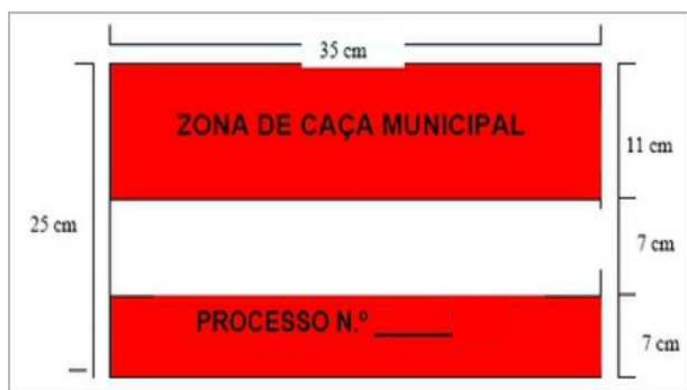 35 cm
ZONA DE CAÇA MUNICIPAL
11 cm
25 cm
7 cm
PROCESSO N.º ______
7 cm